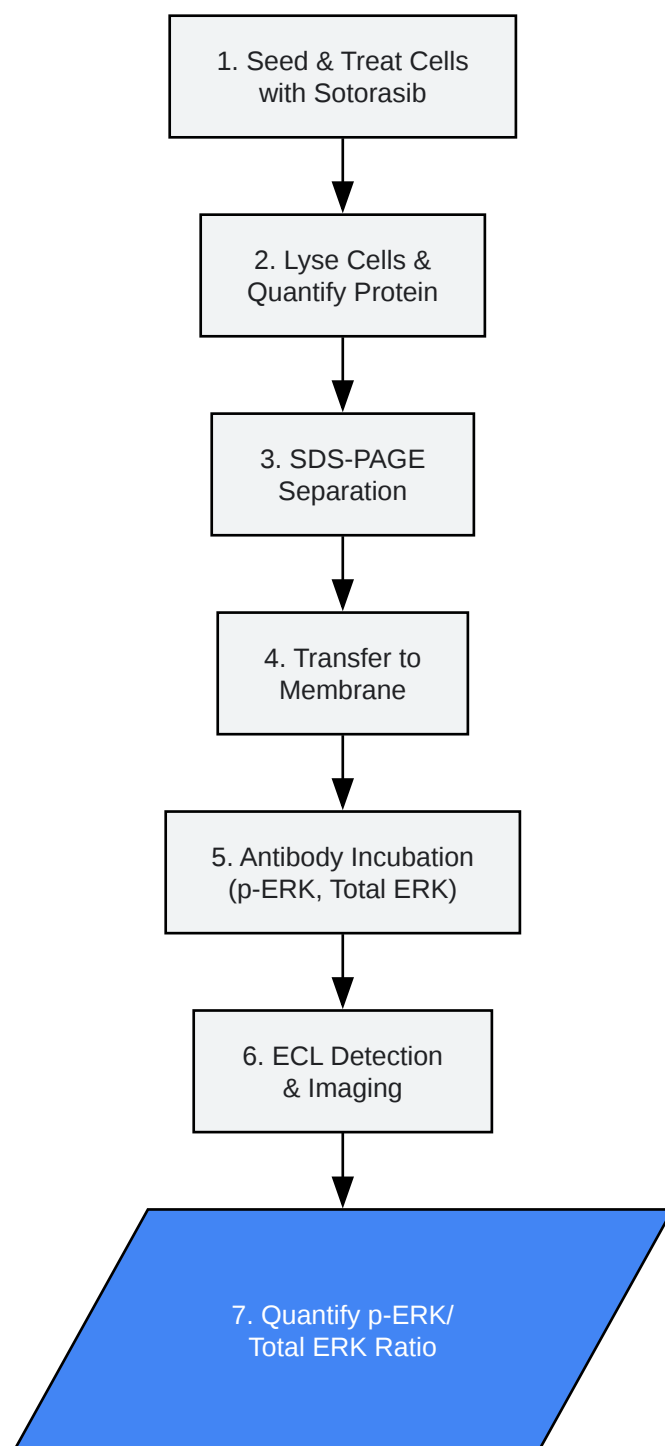 1. Seed & Treat Cells
with Sotorasib
2. Lyse Cells &
Quantify Protein
3. SDS-PAGE
Separation
4. Transfer to
Membrane
5. Antibody Incubation
(p-ERK, Total ERK)
6. ECL Detection
& Imaging
7. Quantify p-ERK/
Total ERK Ratio